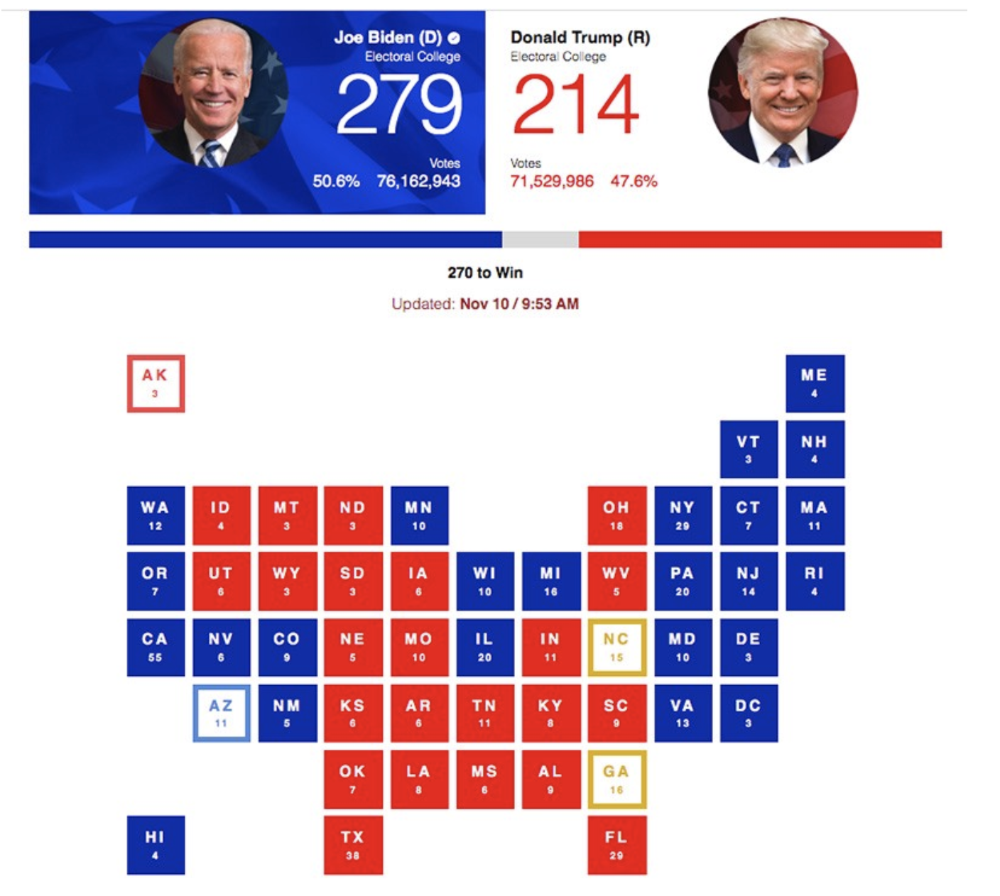 Joe Biden (D)
Electoral College
279
Votes
50.6% 76,162,943
Donald Trump (R)
Electoral College
214
Votes
71,529,986 47.6%
270 to Win
Updated: Nov 10 / 9:53 AM
AK
3
ME
4
VT
3
NH
4
WA
12
ID
4
MT
3
ND
3
MN
10
OH
18
NY
29
CT
7
MA
11
OR
7
UT
6
WY
3
SD
3
IA
6
WI
10
MI
16
WV
5
PA
20
NJ
14
RI
4
CA
55
NV
6
CO
9
NE
5
MO
10
IL
20
IN
11
NC
15
MD
10
DE
3
AZ
11
NM
5
KS
6
AR
6
TN
11
KY
8
SC
9
VA
13
DC
3
OK
7
LA
8
MS
6
AL
9
GA
16
HI
4
TX
38
FL
29